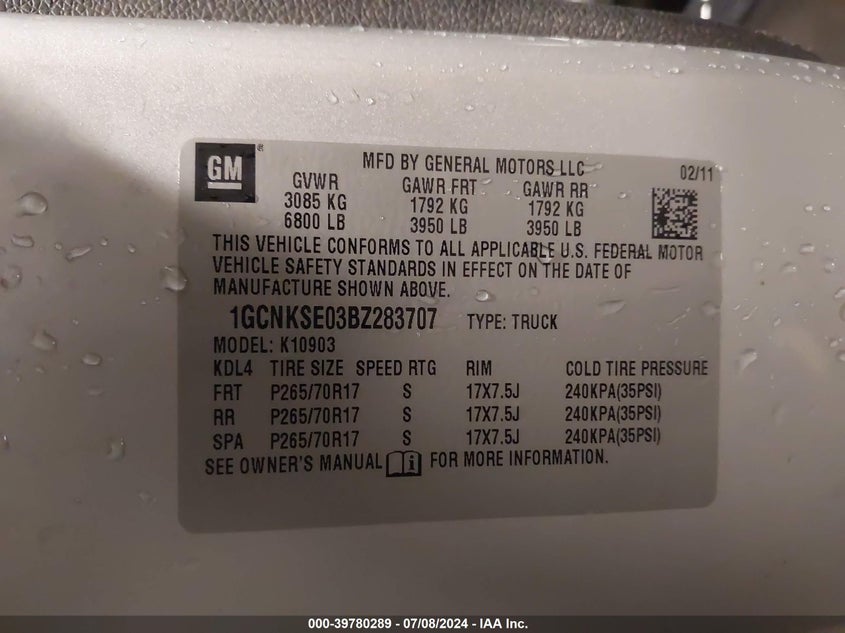 GM
MFD BY GENERAL MOTORS LLC 02/11
GVWR GAWR FRT GAWR RR
3085 KG 1792 KG 1792 KG
6800 LB 3950 LB 3950 LB
THIS VEHICLE CONFORMS TO ALL APPLICABLE U.S. FEDERAL MOTOR
VEHICLE SAFETY STANDARDS IN EFFECT ON THE DATE OF
MANUFACTURE SHOWN ABOVE.
1GCNKSE03BZ283707 TYPE: TRUCK
MODEL: K10903
KDL4 TIRE SIZE SPEED RTG RIM COLD TIRE PRESSURE
FRT P265/70R17 S 17X7.5J 240KPA(35PSI)
RR P265/70R17 S 17X7.5J 240KPA(35PSI)
SPA P265/70R17 S 17X7.5J 240KPA(35PSI)
SEE OWNER'S MANUAL i FOR MORE INFORMATION.
000-39780289 - 07/08/2024 - IAA Inc.